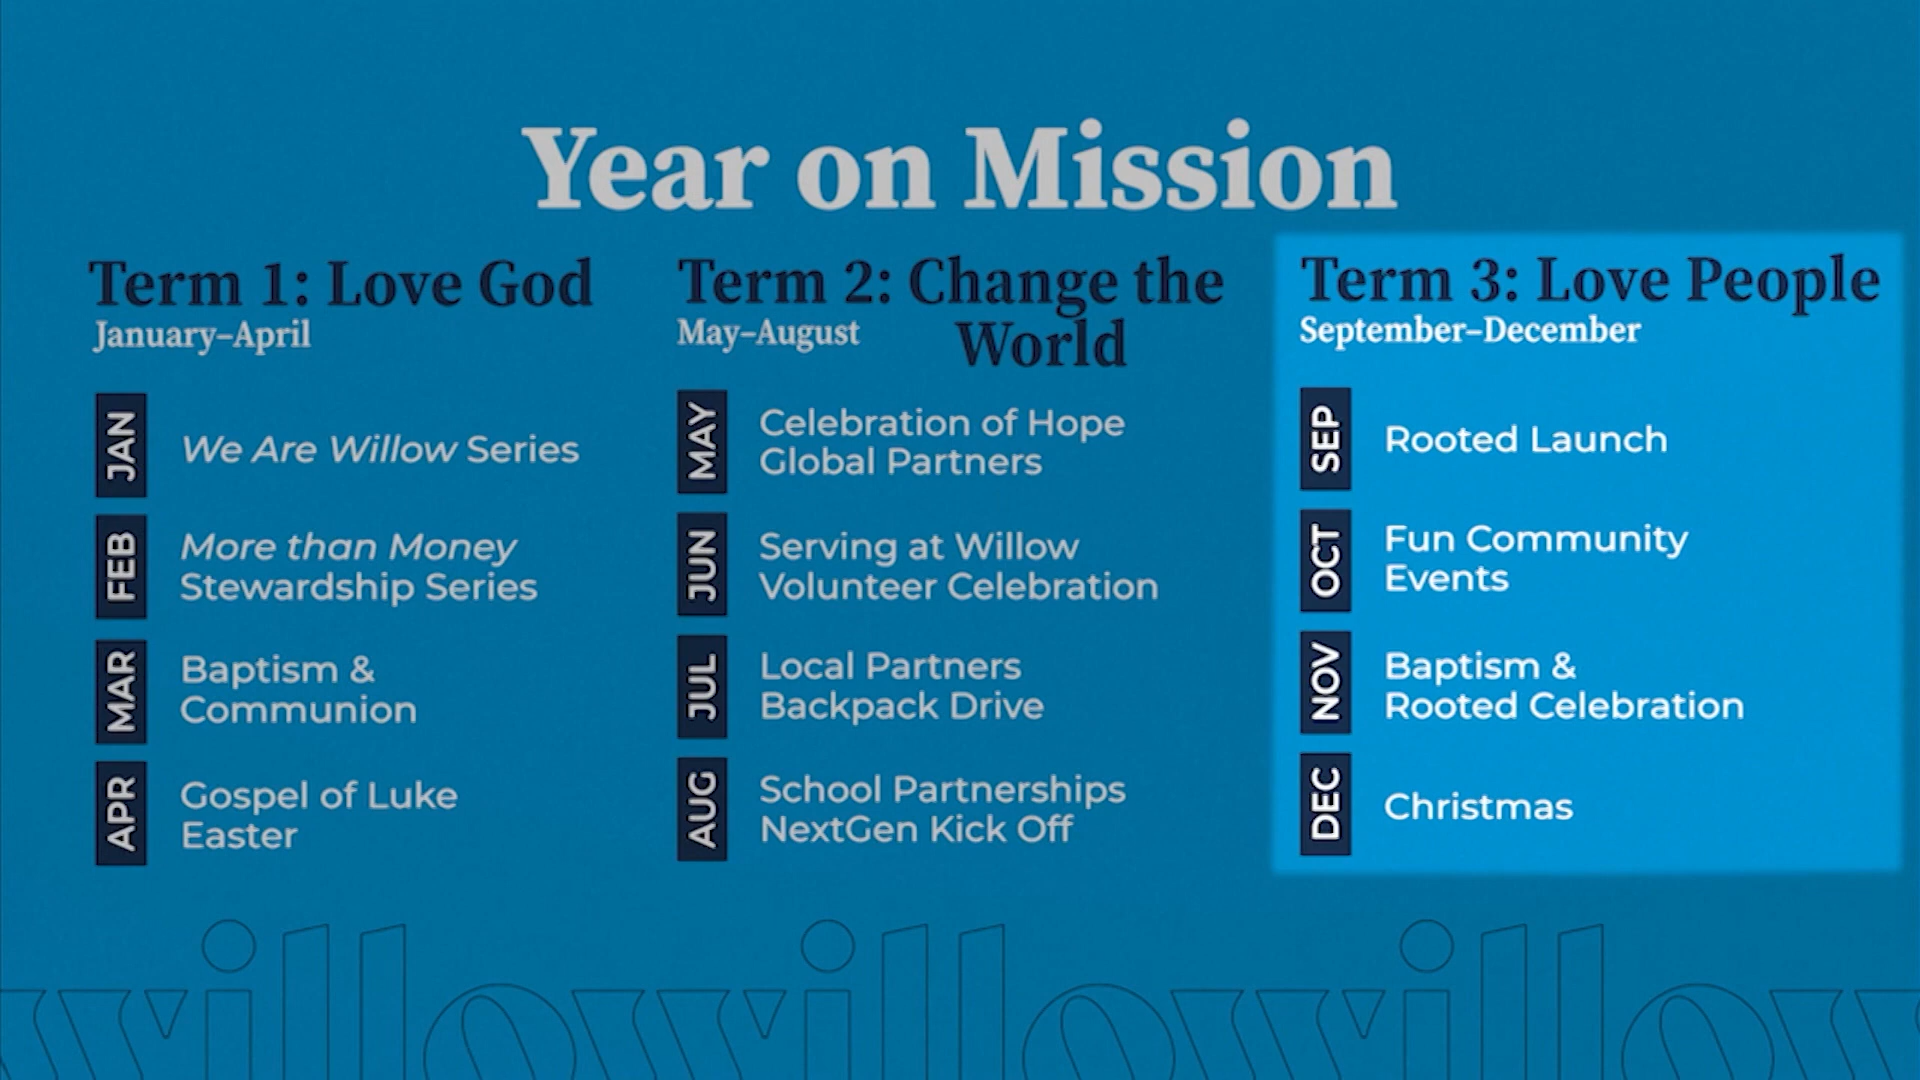 Year on Mission
Term 1: Love God
January–April
JAN
We Are Willow Series
FEB
More than Money
Stewardship Series
MAR
Baptism &
Communion
APR
Gospel of Luke
Easter
Term 2: Change the
World
May–August
MAY
Celebration of Hope
Global Partners
JUN
Serving at Willow
Volunteer Celebration
JUL
Local Partners
Backpack Drive
AUG
School Partnerships
NextGen Kick Off
Term 3: Love People
September–December
SEP
Rooted Launch
OCT
Fun Community
Events
NOV
Baptism &
Rooted Celebration
DEC
Christmas
willowillowillow